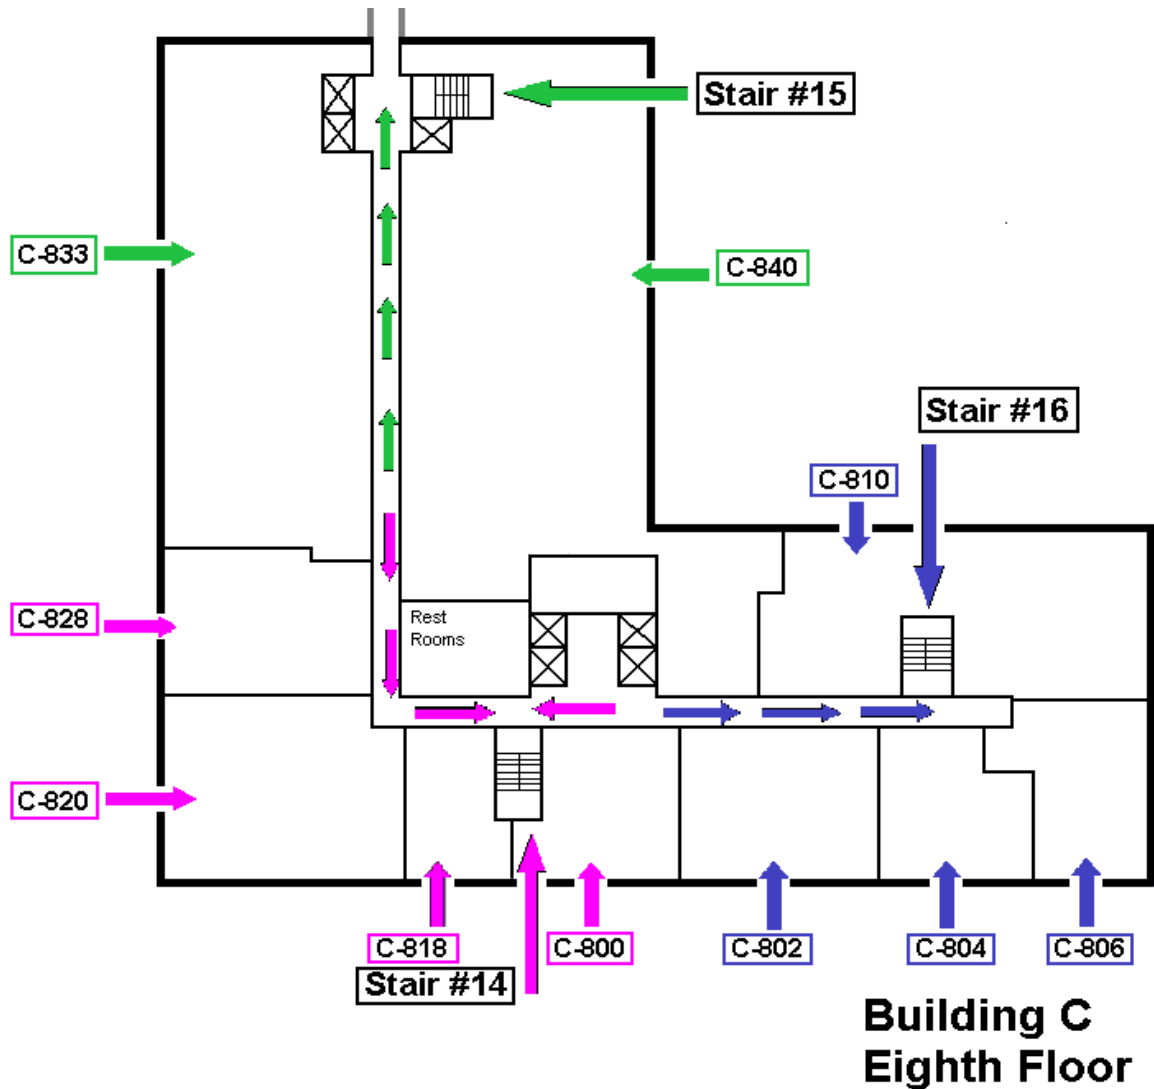 Stair #15
C-833
C-840
Stair #16
C-810
C-828
Rest
Rooms
C-820
C-818
C-800
C-802
C-804
C-806
Stair #14
Building C
Eighth Floor